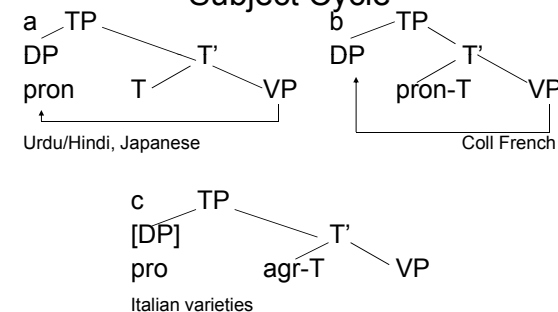 Subject Cycle
a TP b TP
DP T’ DP T’
pron T VP pron-T VP
Urdu/Hindi, Japanese Coll French
c TP
[DP] T’
pro agr-T VP
Italian varieties